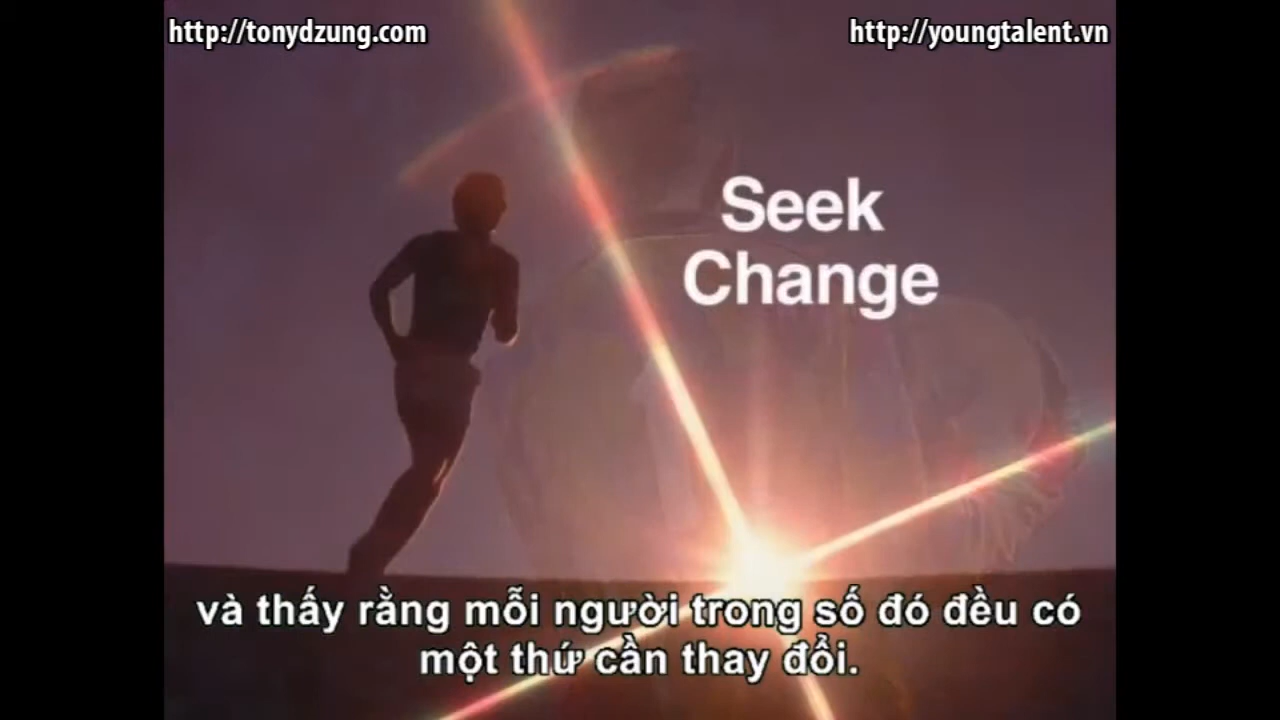 http://tonydzung.com
http://youngtalent.vn
Seek
Change
và thấy rằng mỗi người trong số đó đều có
một thứ cần thay đổi.